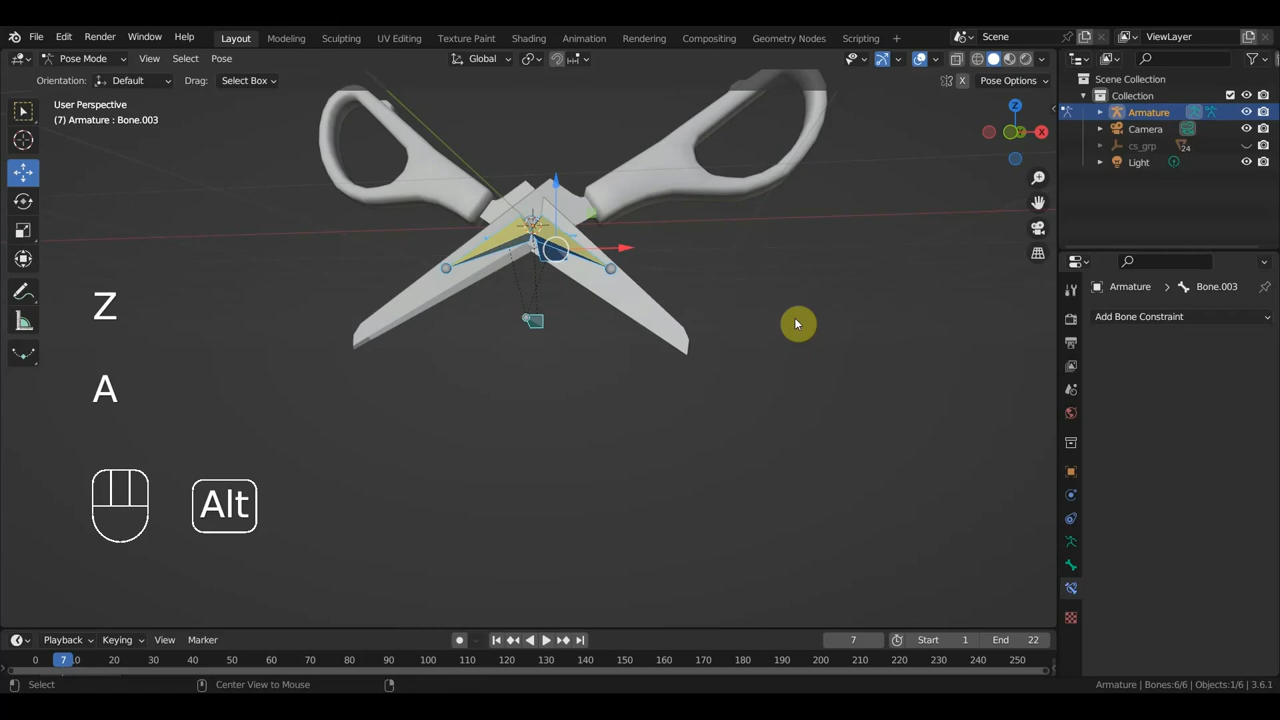 File Edit Render Window Help Layout Modeling Sculpting UV Editing Texture Paint Shading Animation Rendering Compositing Geometry Nodes Scripting + Scene ViewLayer
Pose Mode View Select Pose Global
Orientation: Default Drag: Select Box X Pose Options
User Perspective
(7) Armature : Bone.003
Z
X
Scene Collection
Collection
Armature
Camera
cs_grp 24
Light
Armature > Bone.003
Add Bone Constraint
Z
A
Alt
Playback Keying View Marker 7 Start 1 End 22
0 7 10 20 30 40 50 60 70 80 90 100 110 120 130 140 150 160 170 180 190 200 210 220 230 240 250
Select Center View to Mouse Armature | Bones:6/6 | Objects:1/6 | 3.6.1